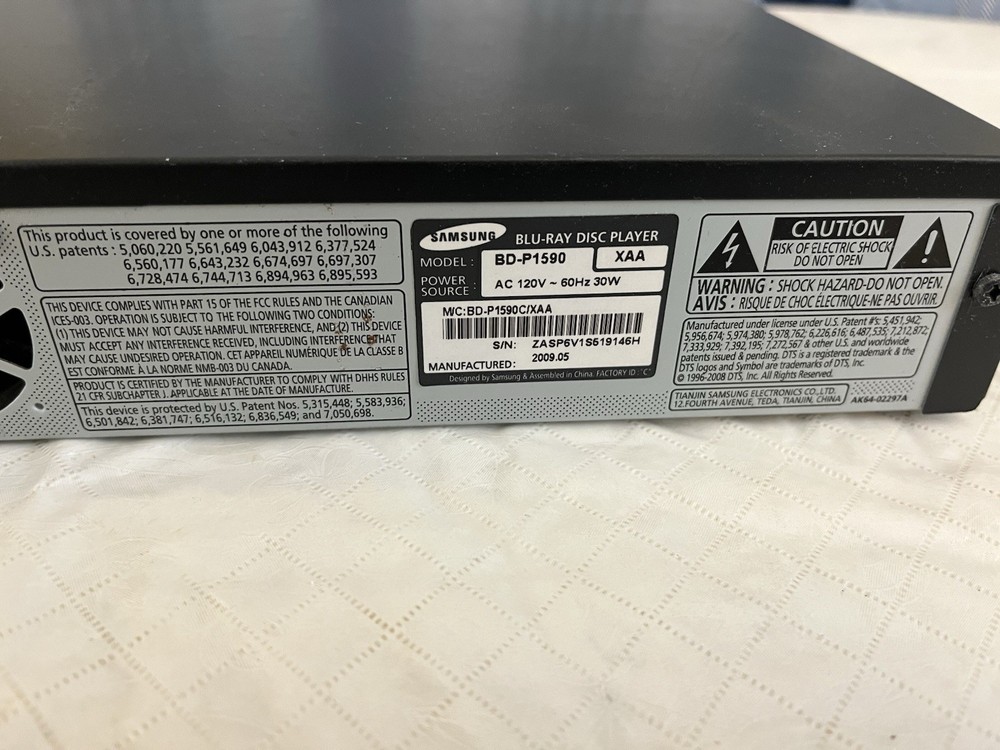 This product is covered by one or more of the following
U.S. patents : 5,060,220 5,561,649 6,043,912 6,377,524
6,560,177 6,643,232 6,674,697 6,697,307
6,728,474 6,744,713 6,894,963 6,895,593
THIS DEVICE COMPLIES WITH PART 15 OF THE FCC RULES AND THE CANADIAN
ICES-003. OPERATION IS SUBJECT TO THE FOLLOWING TWO CONDITIONS:
(1) THIS DEVICE MAY NOT CAUSE HARMFUL INTERFERENCE, AND (2) THIS DEVICE
MUST ACCEPT ANY INTERFERENCE RECEIVED, INCLUDING INTERFERENCE THAT
MAY CAUSE UNDESIRED OPERATION. CET APPAREIL NUMÉRIQUE DE LA CLASSE B
EST CONFORME À LA NORME NMB-003 DU CANADA.
PRODUCT IS CERTIFIED BY THE MANUFACTURER TO COMPLY WITH DHHS RULES
21 CFR SUBCHAPTER J. APPLICABLE AT THE DATE OF MANUFACTURE.
This device is protected by U.S. Patent Nos. 5,315,448; 5,583,936;
6,501,842; 6,381,747; 6,516,132; 6,836,549; and 7,050,698.
SAMSUNG BLU-RAY DISC PLAYER
MODEL : BD-P1590 XAA
POWER SOURCE : AC 120V ~ 60Hz 30W
M/C:BD-P1590C/XAA
S/N: ZASP6V1S519146H
MANUFACTURED: 2009.05
Designed by Samsung & Assembled in China. FACTORY ID : "C"
CAUTION
RISK OF ELECTRIC SHOCK
DO NOT OPEN
WARNING : SHOCK HAZARD-DO NOT OPEN.
AVIS : RISQUE DE CHOC ÉLECTRIQUE-NE PAS OUVRIR.
Manufactured under license under U.S. Patent #'s: 5,451,942;
5,956,674; 5,974,380; 5,978,762; 6,226,616; 6,487,535; 7,212,872;
7,333,929; 7,392,195; 7,272,567 & other U.S. and worldwide
patents issued & pending. DTS is a registered trademark & the
DTS logos and Symbol are trademarks of DTS, Inc.
© 1996-2008 DTS, Inc. All Rights Reserved.
TIANJIN SAMSUNG ELECTRONICS CO.,LTD.
12.FOURTH AVENUE, TEDA, TIANJIN, CHINA
AK64-02297A